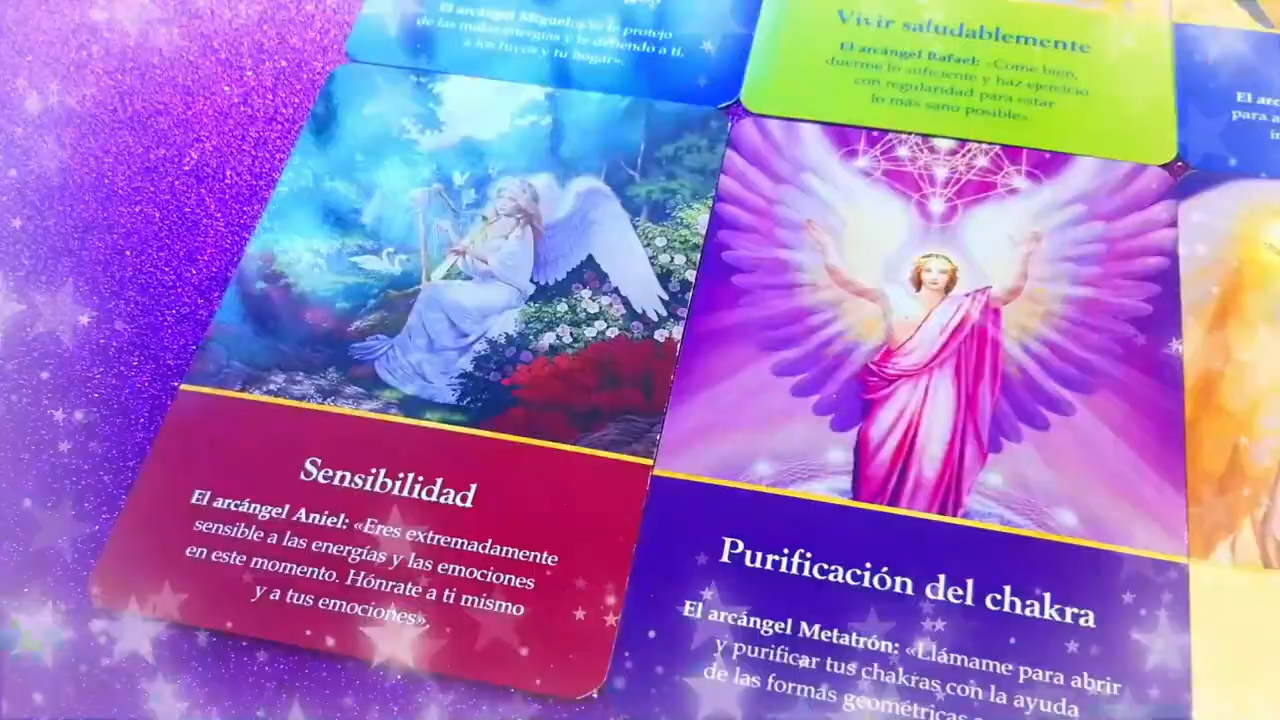 El arcángel Miguel: «Yo te protejo
de las malas energías y te defiendo a ti,
a los tuyos y tu hogar».
Vivir saludablemente
El arcángel Rafael: «Come bien,
duerme lo suficiente y haz ejercicio
con regularidad para estar
lo más sano posible».
El arc
para a
Sensibilidad
El arcángel Aniel: «Eres extremadamente
sensible a las energías y las emociones
en este momento. Hónrate a ti mismo
y a tus emociones».
Purificación del chakra
El arcángel Metatrón: «Llámame para abrir
y purificar tus chakras con la ayuda
de las formas geométricas